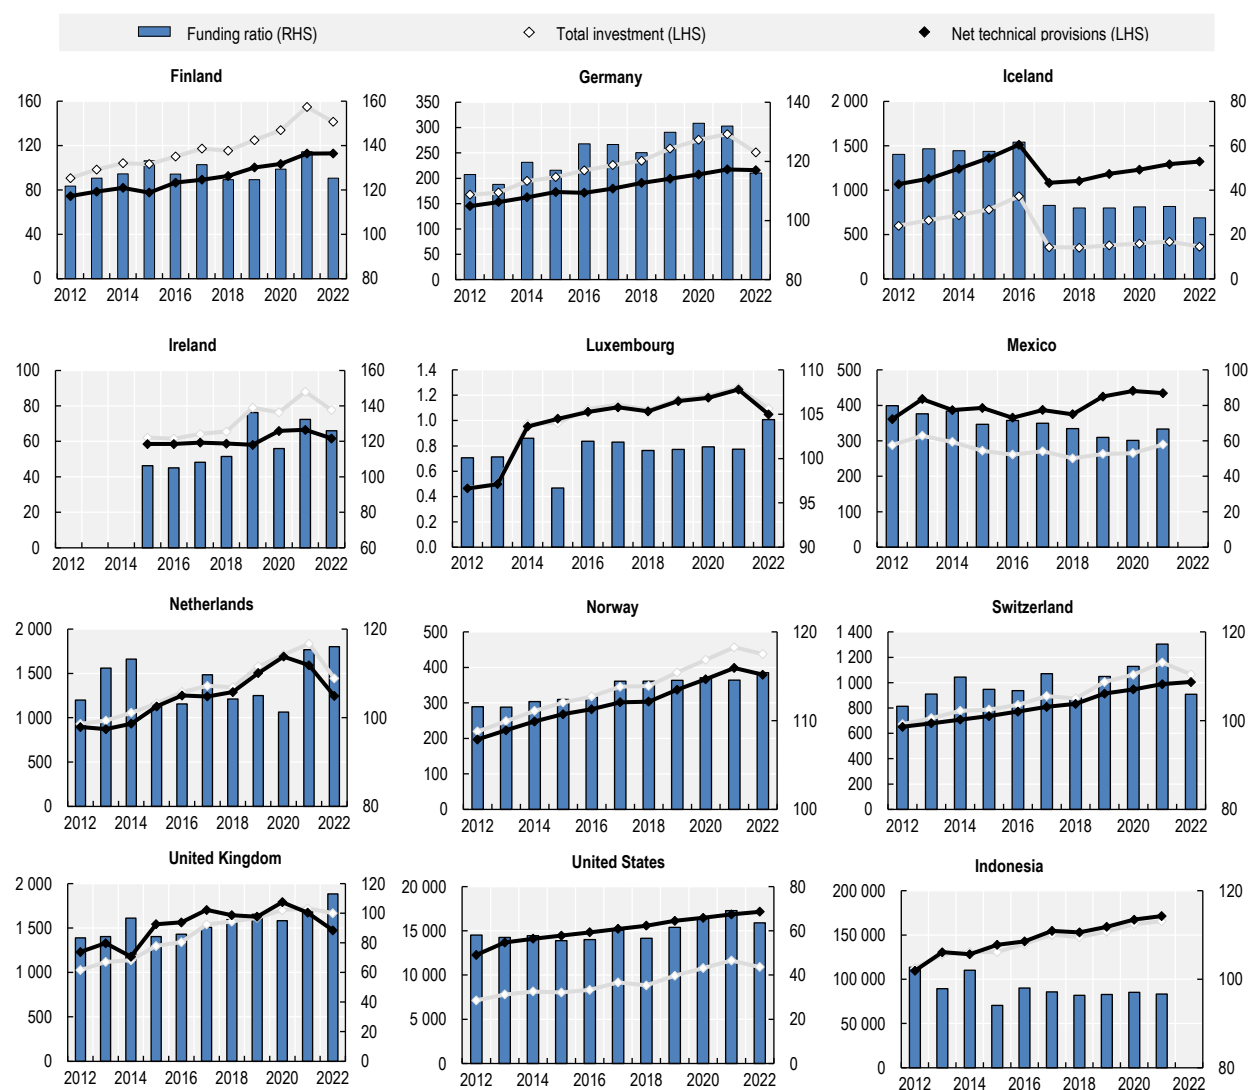 Funding ratio (RHS) Total investment (LHS) Net technical provisions (LHS)
Finland Germany Iceland
160 160 350 140 2 000 80
300
120 140 250 120 1 500 60
80 120 200 1 000 40
150
40 100 100 100 500 20
50
0 80 0 80 0 0
2012 2014 2016 2018 2020 2022 2012 2014 2016 2018 2020 2022 2012 2014 2016 2018 2020 2022
Ireland Luxembourg Mexico
100 160 1.4 110 500 100
80 140 1.2 105 400 80
60 120 1.0 100 300 60
0.8
40 100 0.6 95 200 40
20 80 0.4 100 20
0.2
0 60 0.0 90 0 0
2012 2014 2016 2018 2020 2022 2012 2014 2016 2018 2020 2022 2012 2014 2016 2018 2020 2022
Netherlands Norway Switzerland
2 000 120 500 120 1 400 120
1 500 400 1 200
1 000 100 300 110 1 000 100
200 800
500 100 600
400
200
0 80 0 100 0 80
2012 2014 2016 2018 2020 2022 2012 2014 2016 2018 2020 2022 2012 2014 2016 2018 2020 2022
United Kingdom United States Indonesia
2 000 120 20 000 80 200 000 120
100
1 500 80 15 000 60 150 000
1 000 60 10 000 40 100 000 100
40
500 20 5 000 20 50 000
0 0 0 0 0 80
2012 2014 2016 2018 2020 2022 2012 2014 2016 2018 2020 2022 2012 2014 2016 2018 2020 2022